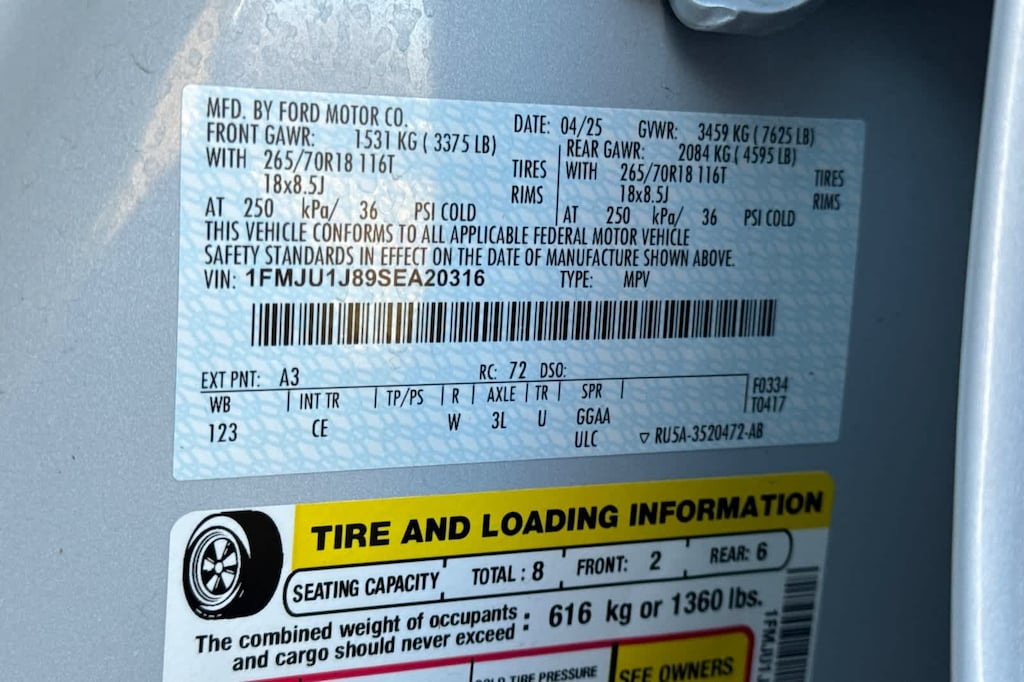 MFD. BY FORD MOTOR CO. DATE: 04/25 GVWR: 3459 KG ( 7625 LB)
FRONT GAWR: 1531 KG ( 3375 LB) REAR GAWR: 2084 KG ( 4595 LB)
WITH 265/70R18 116T TIRES WITH 265/70R18 116T TIRES
18x8.5J RIMS 18x8.5J RIMS
AT 250 kPa/ 36 PSI COLD AT 250 kPa/ 36 PSI COLD
THIS VEHICLE CONFORMS TO ALL APPLICABLE FEDERAL MOTOR VEHICLE
SAFETY STANDARDS IN EFFECT ON THE DATE OF MANUFACTURE SHOWN ABOVE.
VIN: 1FMJU1J89SEA20316 TYPE: MPV
EXT PNT: A3 RC: 72 DSO:
WB INT TR TP/PS R AXLE TR SPR F0334
T0417
123 CE W 3L U GGAA
ULC ▽ RU5A-3520472-AB
TIRE AND LOADING INFORMATION
SEATING CAPACITY TOTAL : 8 FRONT: 2 REAR: 6
The combined weight of occupants
and cargo should never exceed : 616 kg or 1360 lbs.
TIRE PRESSURE
SEE OWNERS
1FMJU1J